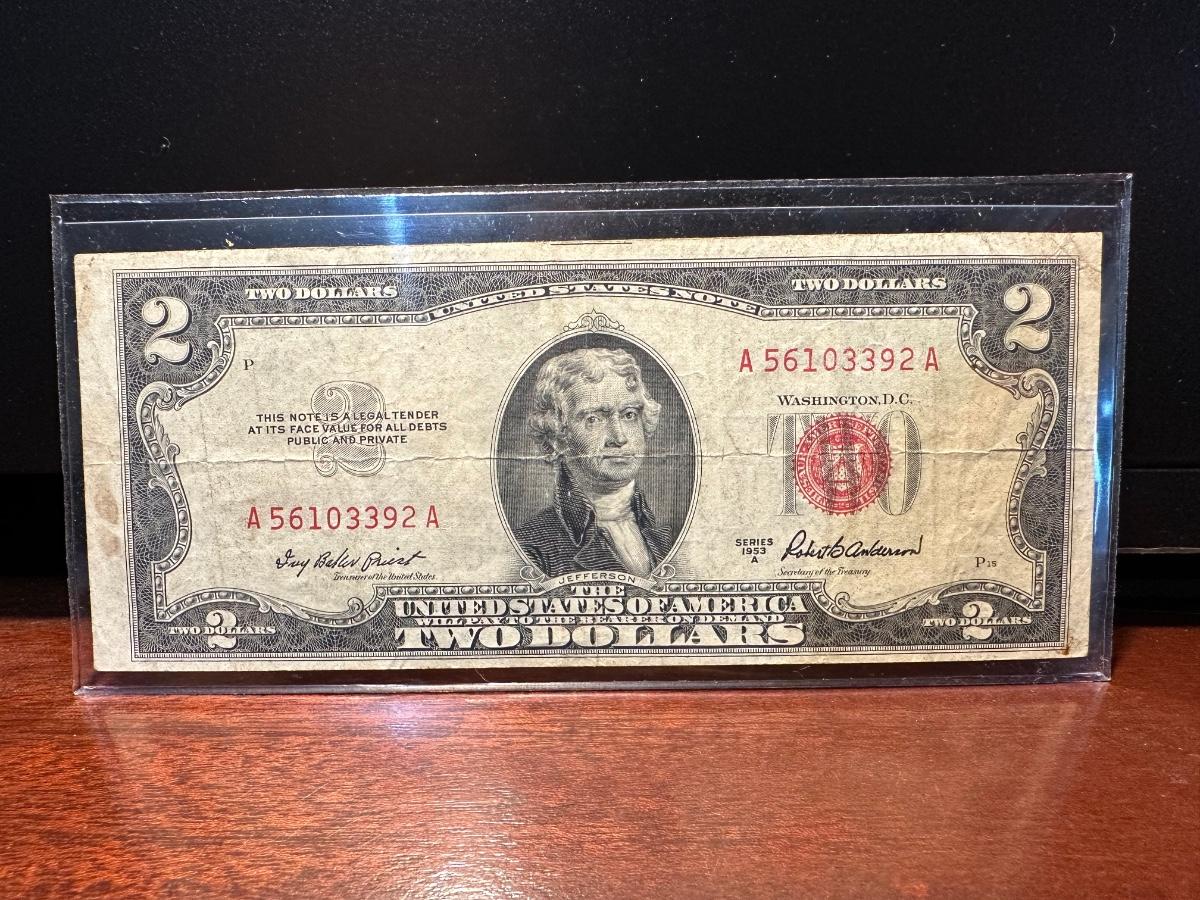 TWO DOLLARS
UNITED STATES NOTE
TWO DOLLARS
2
2
P
A 56103392 A
2
THIS NOTE IS A LEGAL TENDER
AT ITS FACE VALUE FOR ALL DEBTS
PUBLIC AND PRIVATE
WASHINGTON, D.C.
TWO
A 56103392 A
Ivy Baker Priest
Treasurer of the United States.
SERIES
1953
A
Robert B Anderson
Secretary of the Treasury.
P 15
JEFFERSON
THE
UNITED STATES OF AMERICA
WILL PAY TO THE BEARER ON DEMAND
TWO DOLLARS
2
TWO DOLLARS
2
TWO DOLLARS